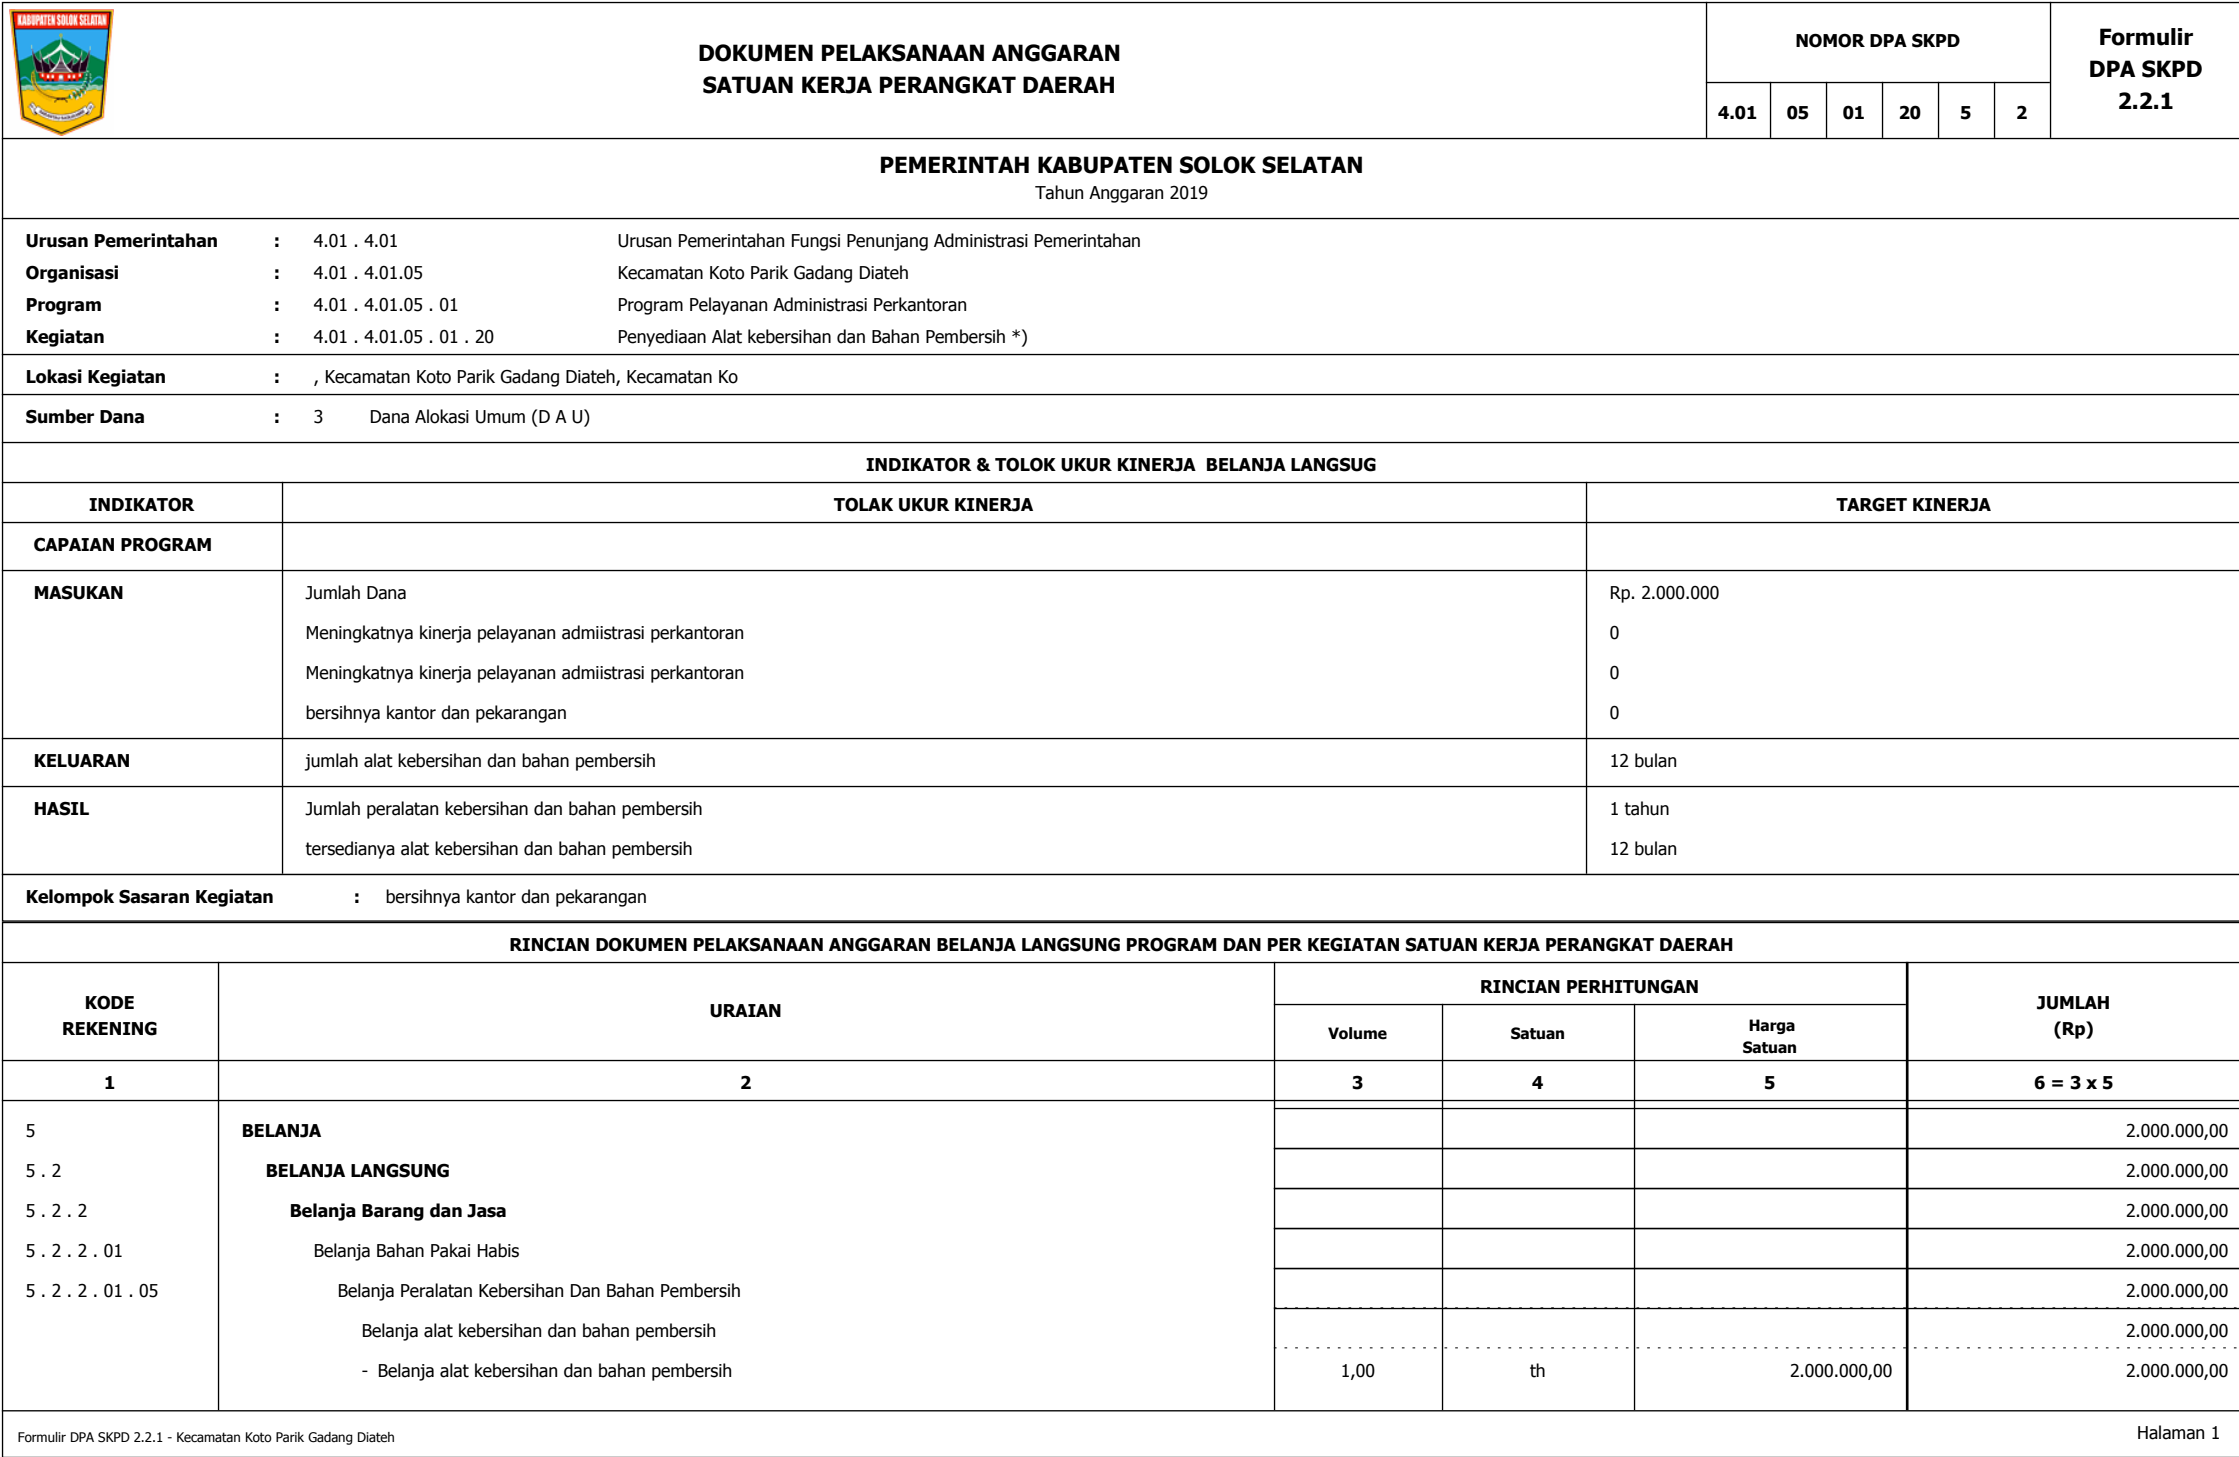 KABUPATEN SOLOK SELATAN
DOKUMEN PELAKSANAAN ANGGARAN
SATUAN KERJA PERANGKAT DAERAH
NOMOR DPA SKPD
4.01 05 01 20 5 2
Formulir
DPA SKPD
2.2.1
PEMERINTAH KABUPATEN SOLOK SELATAN
Tahun Anggaran 2019
Urusan Pemerintahan : 4.01 . 4.01 Urusan Pemerintahan Fungsi Penunjang Administrasi Pemerintahan
Organisasi : 4.01 . 4.01.05 Kecamatan Koto Parik Gadang Diateh
Program : 4.01 . 4.01.05 . 01 Program Pelayanan Administrasi Perkantoran
Kegiatan : 4.01 . 4.01.05 . 01 . 20 Penyediaan Alat kebersihan dan Bahan Pembersih *)
Lokasi Kegiatan : , Kecamatan Koto Parik Gadang Diateh, Kecamatan Ko
Sumber Dana : 3 Dana Alokasi Umum (D A U)
INDIKATOR & TOLOK UKUR KINERJA BELANJA LANGSUG
INDIKATOR TOLAK UKUR KINERJA TARGET KINERJA
CAPAIAN PROGRAM
MASUKAN Jumlah Dana Rp. 2.000.000
Meningkatnya kinerja pelayanan admiistrasi perkantoran 0
Meningkatnya kinerja pelayanan admiistrasi perkantoran 0
bersihnya kantor dan pekarangan 0
KELUARAN jumlah alat kebersihan dan bahan pembersih 12 bulan
HASIL Jumlah peralatan kebersihan dan bahan pembersih 1 tahun
tersedianya alat kebersihan dan bahan pembersih 12 bulan
Kelompok Sasaran Kegiatan : bersihnya kantor dan pekarangan
RINCIAN DOKUMEN PELAKSANAAN ANGGARAN BELANJA LANGSUNG PROGRAM DAN PER KEGIATAN SATUAN KERJA PERANGKAT DAERAH
KODE
REKENING
URAIAN
RINCIAN PERHITUNGAN
Volume Satuan Harga
Satuan
JUMLAH
(Rp)
1 2 3 4 5 6 = 3 x 5
5 BELANJA 2.000.000,00
5 . 2 BELANJA LANGSUNG 2.000.000,00
5 . 2 . 2 Belanja Barang dan Jasa 2.000.000,00
5 . 2 . 2 . 01 Belanja Bahan Pakai Habis 2.000.000,00
5 . 2 . 2 . 01 . 05 Belanja Peralatan Kebersihan Dan Bahan Pembersih 2.000.000,00
Belanja alat kebersihan dan bahan pembersih 2.000.000,00
- Belanja alat kebersihan dan bahan pembersih 1,00 th 2.000.000,00 2.000.000,00
Formulir DPA SKPD 2.2.1 - Kecamatan Koto Parik Gadang Diateh
Halaman 1